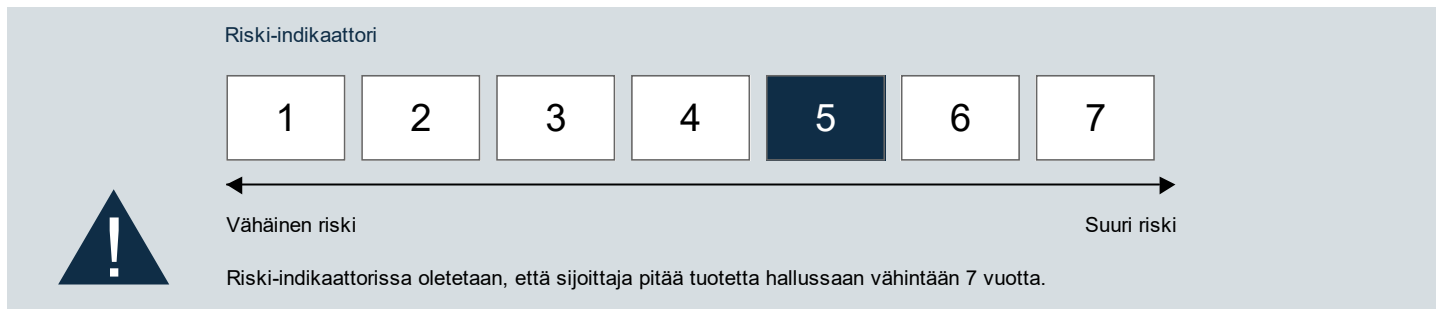 Riski-indikaattori
1 2 3 4 5 6 7
Vähäinen riski Suuri riski
!
Riski-indikaattorissa oletetaan, että sijoittaja pitää tuotetta hallussaan vähintään 7 vuotta.